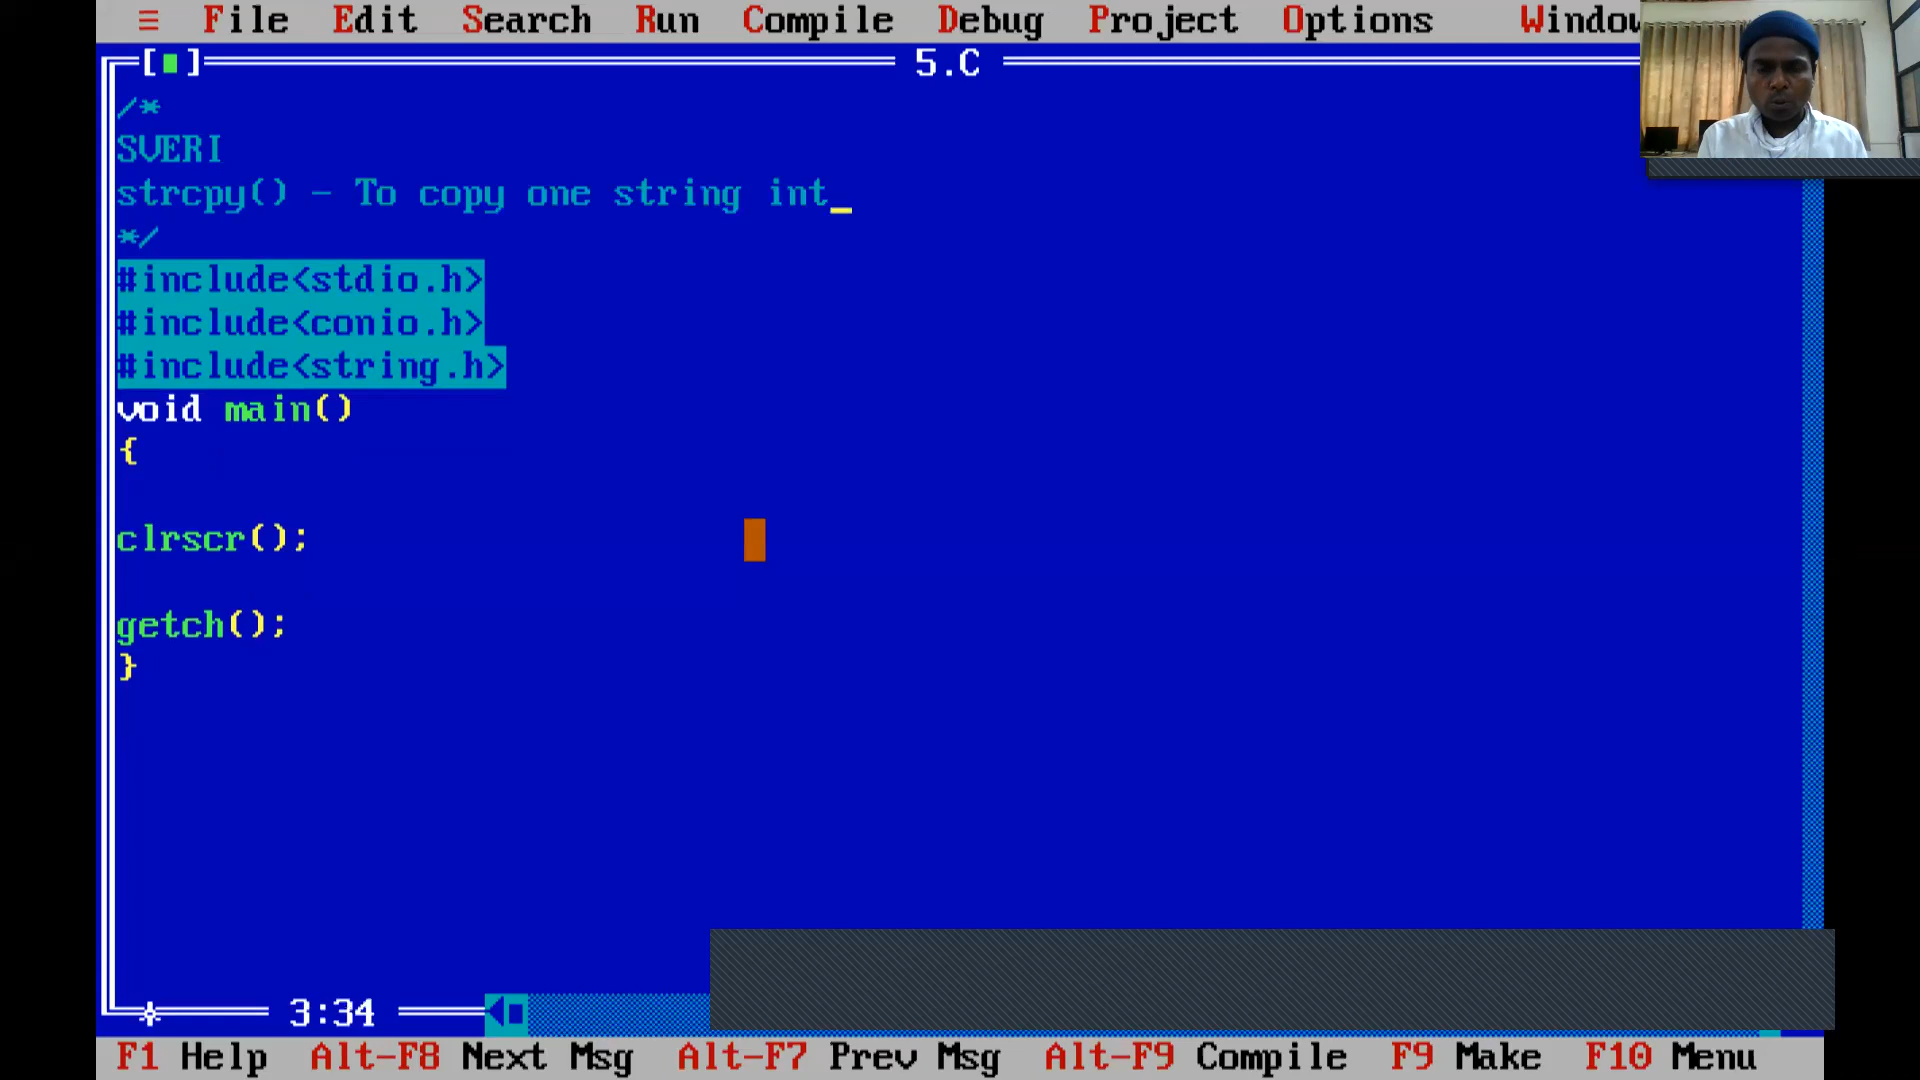 ≡ File Edit Search Run Compile Debug Project Options Window
[■] 5.C
/*
SVERI
strcpy() - To copy one string int_
*/
#include<stdio.h>
#include<conio.h>
#include<string.h>
void main()
{
clrscr();
getch();
}
3:34
F1 Help Alt-F8 Next Msg Alt-F7 Prev Msg Alt-F9 Compile F9 Make F10 Menu